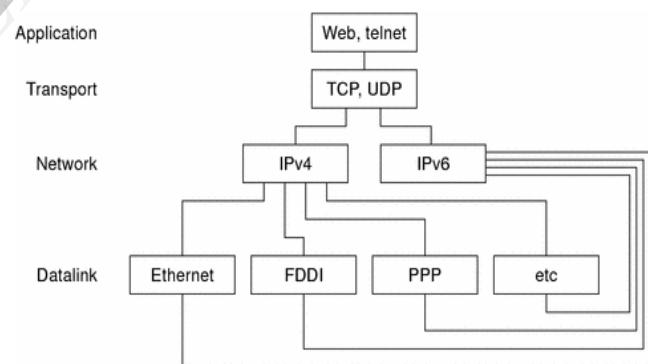 Application
Web, telnet
Transport
TCP, UDP
Network
IPv4
IPv6
Datalink
Ethernet
FDDI
PPP
etc